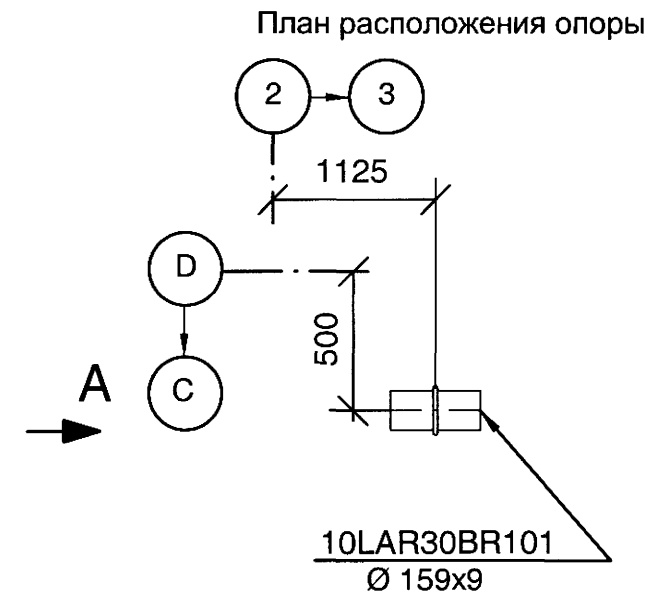 План расположения опоры
2 3
1125
D
500
A
C
10LAR30BR101
Ø 159x9